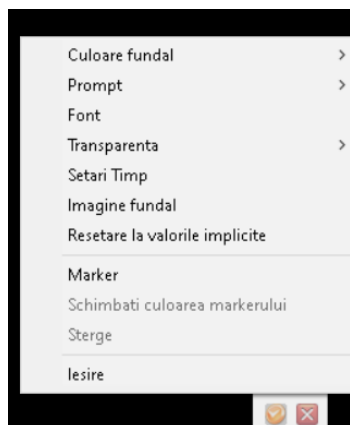 Culoare fundal
Prompt
Font
Transparenta
Setari Timp
Imagine fundal
Resetare la valorile implicite
Marker
Schimbati culoarea markerului
Sterge
Iesire